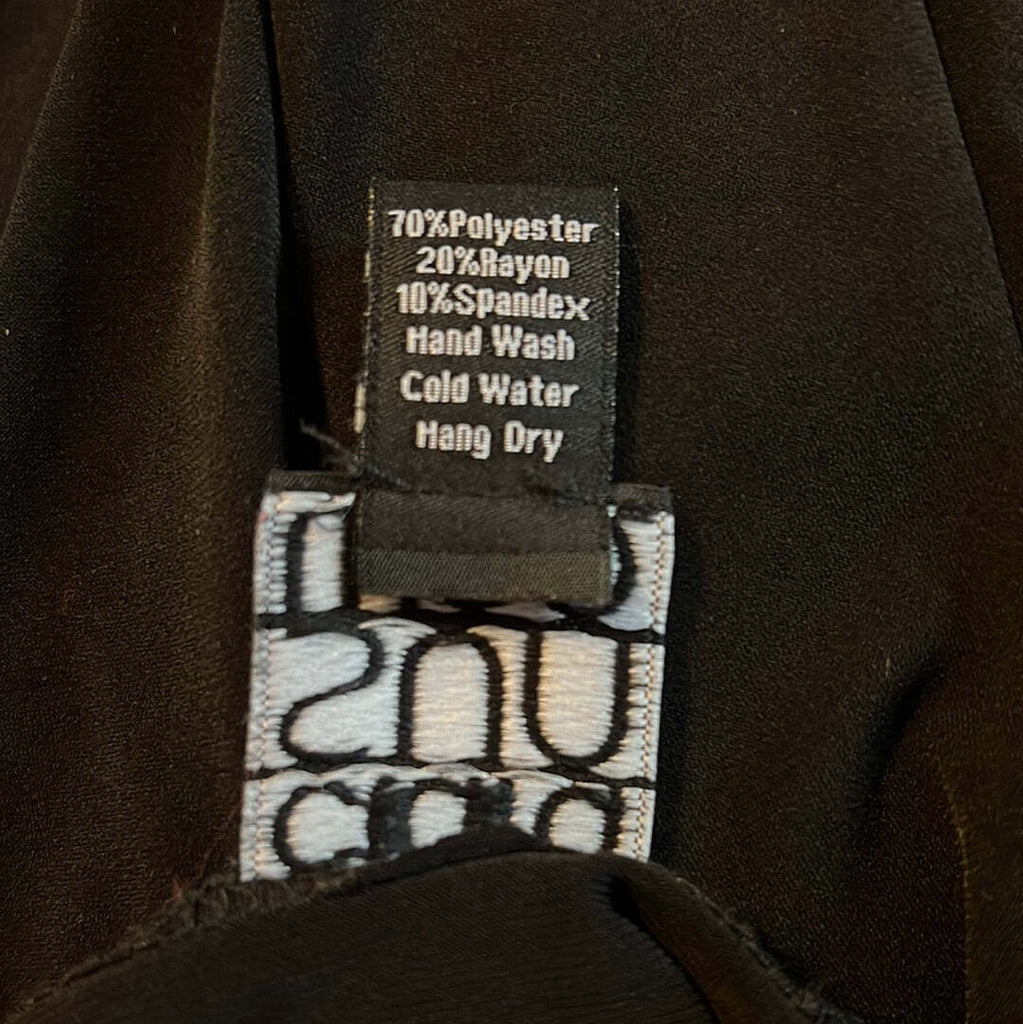 70%Polyester
20%Rayon
10%Spandex
Hand Wash
Cold Water
Hang Dry